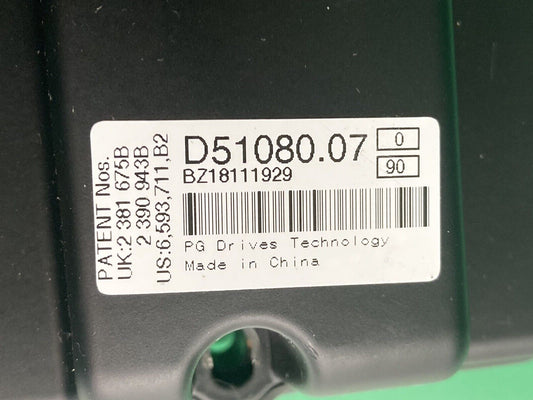 PATENT Nos.
UK:2 381 675B
2 390 943B
US:6,593,711,B2
D51080.07
0
90
BZ18111929
PG Drives Technology
Made in China